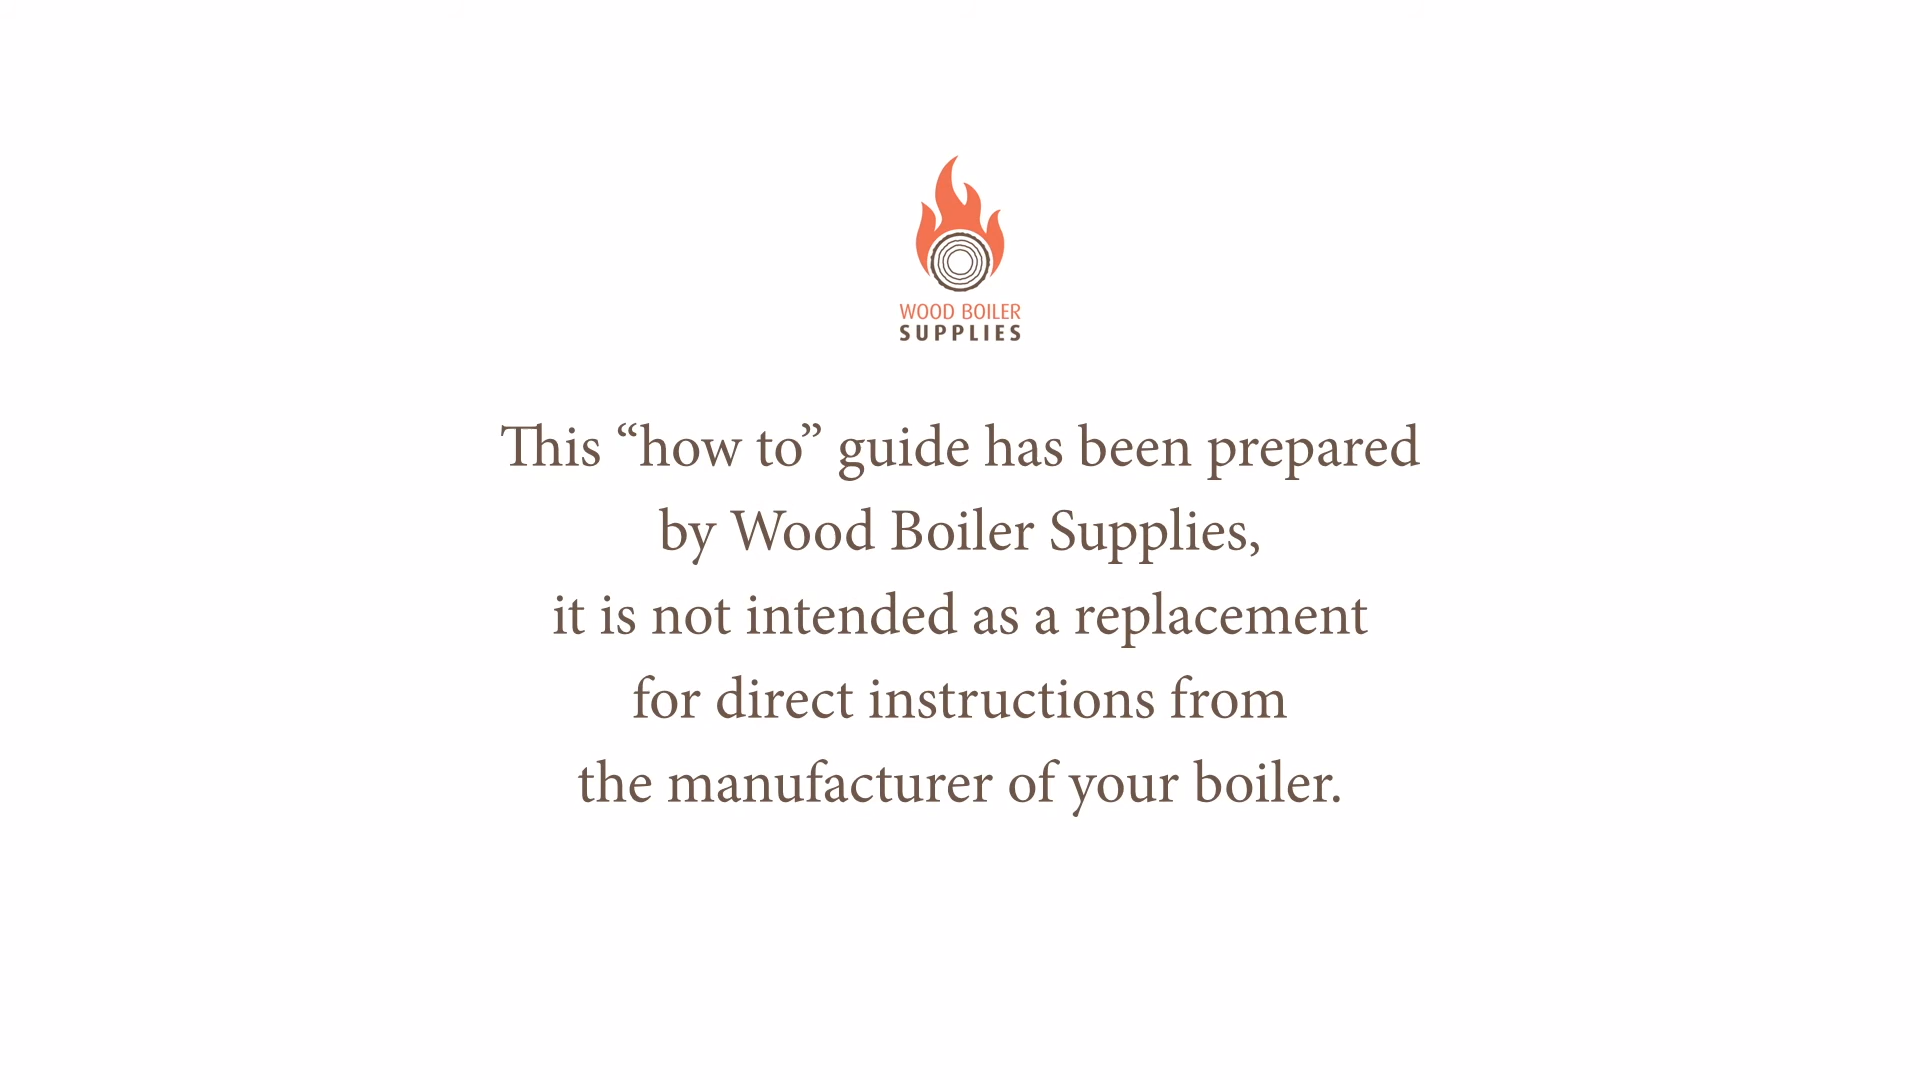 WOOD BOILER
SUPPLIES
This “how to” guide has been prepared
by Wood Boiler Supplies,
it is not intended as a replacement
for direct instructions from
the manufacturer of your boiler.